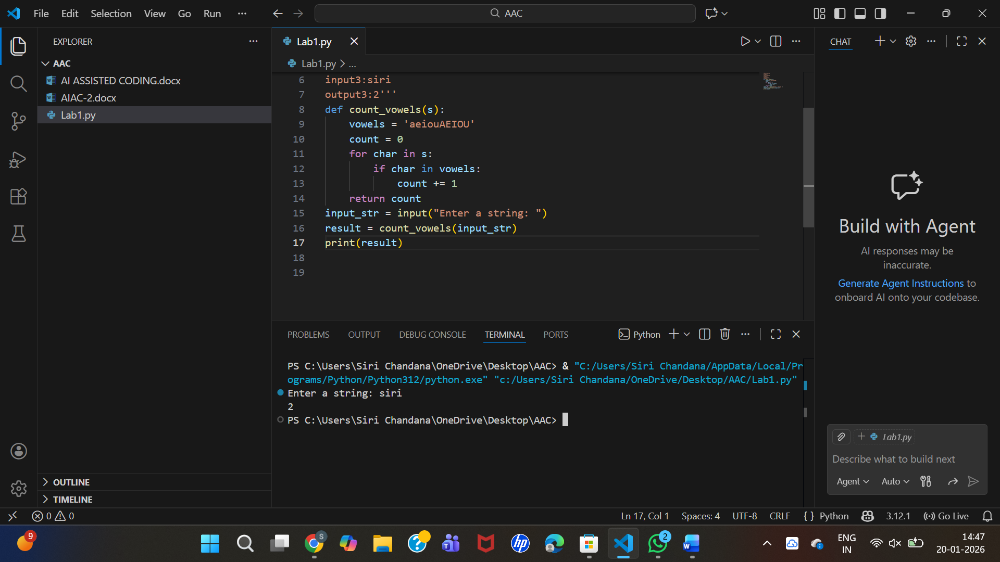 File Edit Selection View Go Run ...
AAC
EXPLORER
AAC
AI ASSISTED CODING.docx
AIAC-2.docx
Lab1.py
OUTLINE
TIMELINE
Lab1.py
Lab1.py > ...
6 input3:siri
7 output3:2'''
8 def count_vowels(s):
9     vowels = 'aeiouAEIOU'
10     count = 0
11     for char in s:
12         if char in vowels:
13             count += 1
14     return count
15 input_str = input("Enter a string: ")
16 result = count_vowels(input_str)
17 print(result)
18
19
PROBLEMS OUTPUT DEBUG CONSOLE TERMINAL PORTS
Python
PS C:\Users\Siri Chandana\OneDrive\Desktop\AAC> & "C:/Users/Siri Chandana/AppData/Local/Pr
ograms/Python/Python312/python.exe" "c:/Users/Siri Chandana/OneDrive/Desktop/AAC/Lab1.py"
Enter a string: siri
2
PS C:\Users\Siri Chandana\OneDrive\Desktop\AAC>
CHAT
Build with Agent
AI responses may be
inaccurate.
Generate Agent Instructions to
onboard AI onto your codebase.
Lab1.py
Describe what to build next
Agent Auto
0 0
Ln 17, Col 1 Spaces: 4 UTF-8 CRLF { } Python 3.12.1 Go Live
9
S
T
hp
2
W
ENG
IN
14:47
20-01-2026